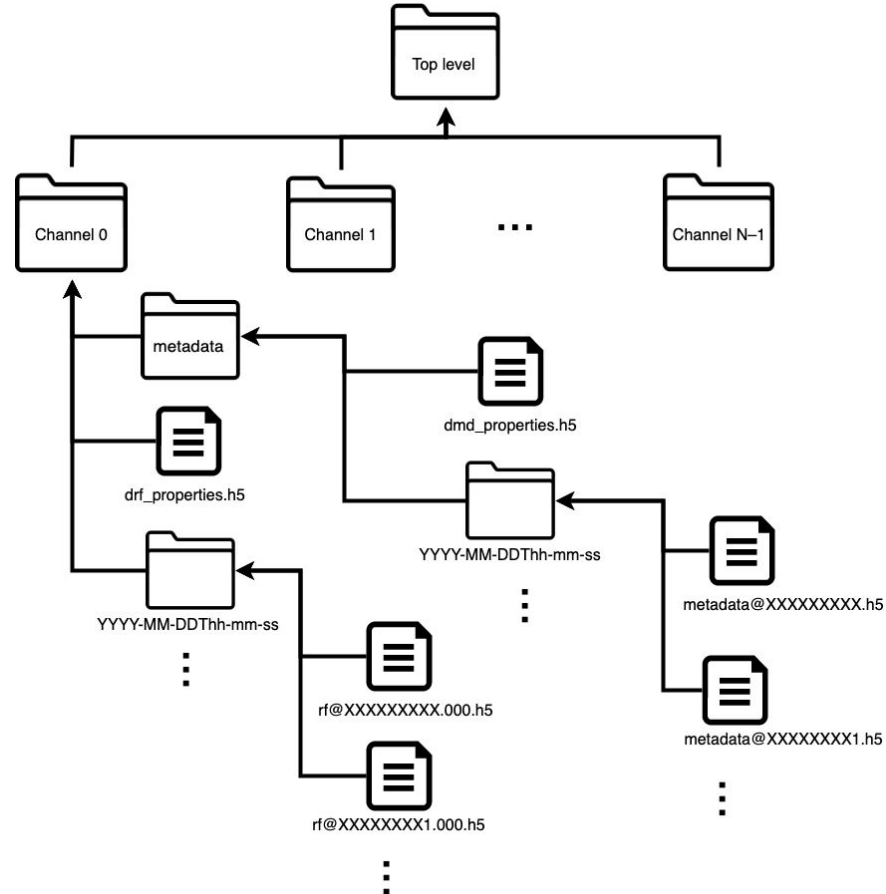 Top level
Channel 0
Channel 1
...
Channel N–1
metadata
dmd_properties.h5
drf_properties.h5
YYYY-MM-DDThh-mm-ss
YYYY-MM-DDThh-mm-ss
metadata@XXXXXXXXX.h5
rf@XXXXXXXXX.000.h5
metadata@XXXXXXXX1.h5
rf@XXXXXXXX1.000.h5